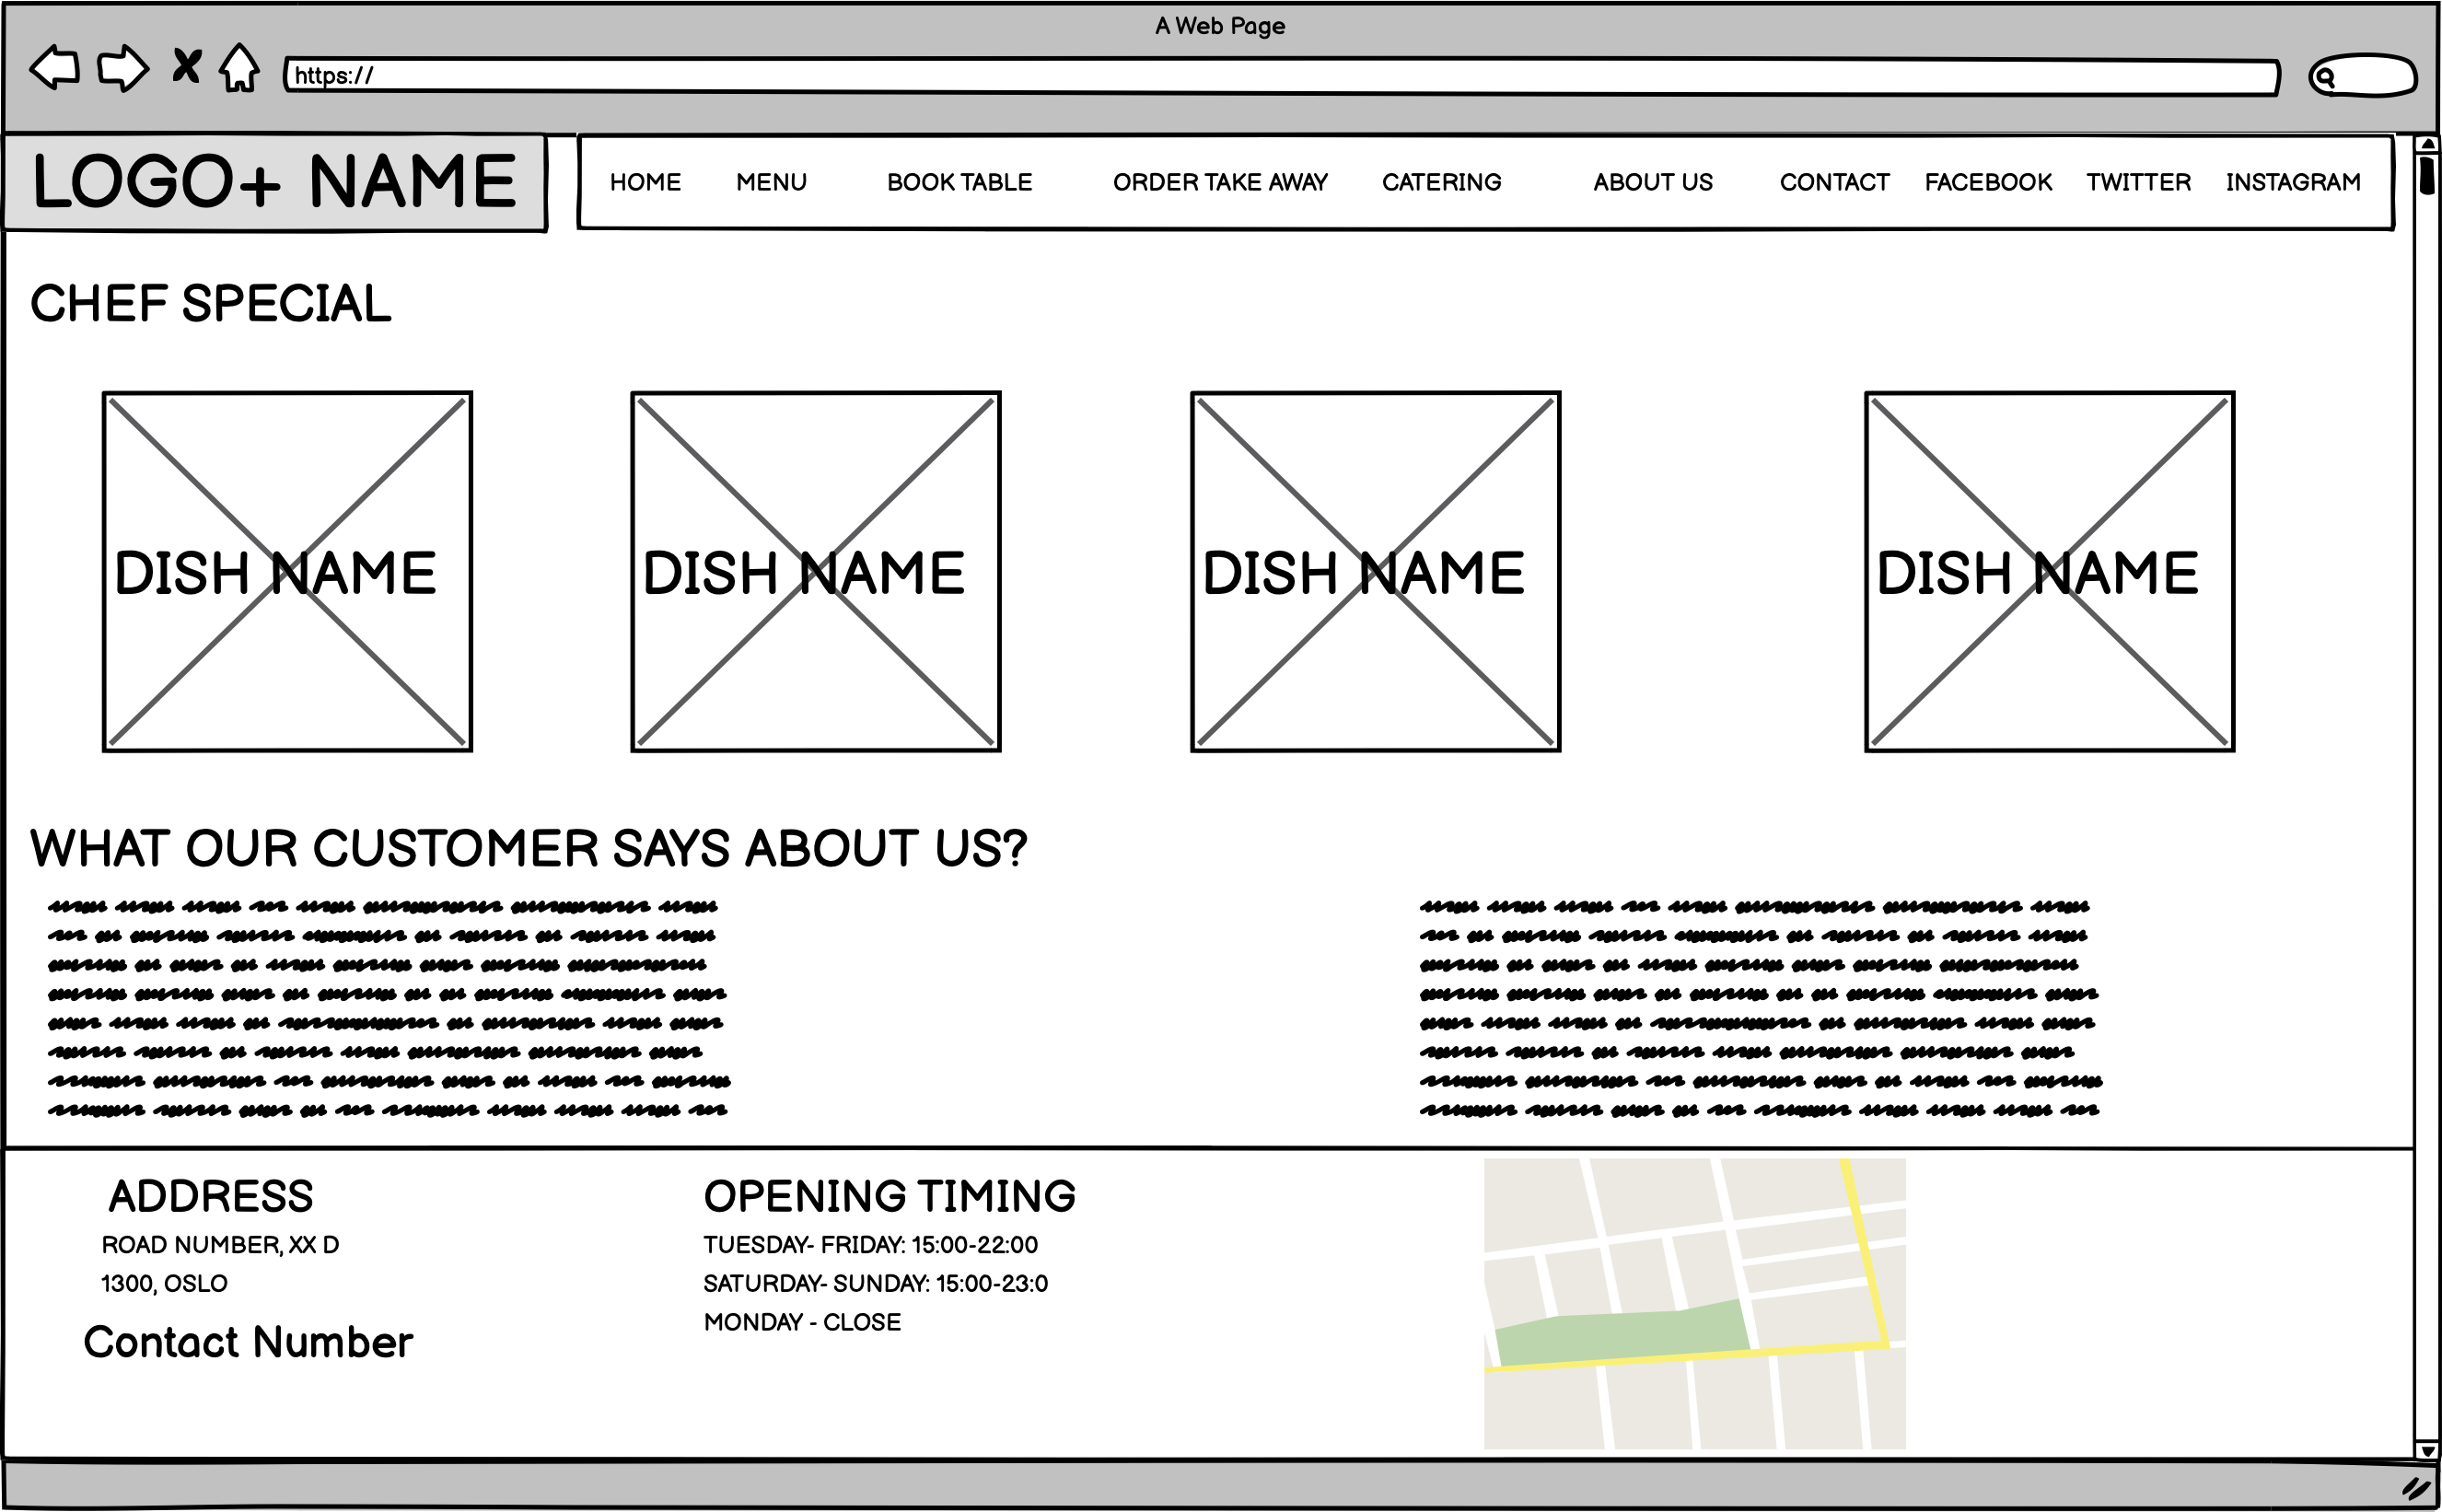 A Web Page
https://
LOGO+ NAME
HOME MENU BOOK TABLE ORDER TAKE AWAY CATERING ABOUT US CONTACT FACEBOOK TWITTER INSTAGRAM
CHEF SPECIAL
DISH NAME DISH NAME DISH NAME DISH NAME
WHAT OUR CUSTOMER SAYS ABOUT US?
ADDRESS
ROAD NUMBER, XX D
1300, OSLO
Contact Number
OPENING TIMING
TUESDAY- FRIDAY: 15:00-22:00
SATURDAY- SUNDAY: 15:00-23:0
MONDAY - CLOSE